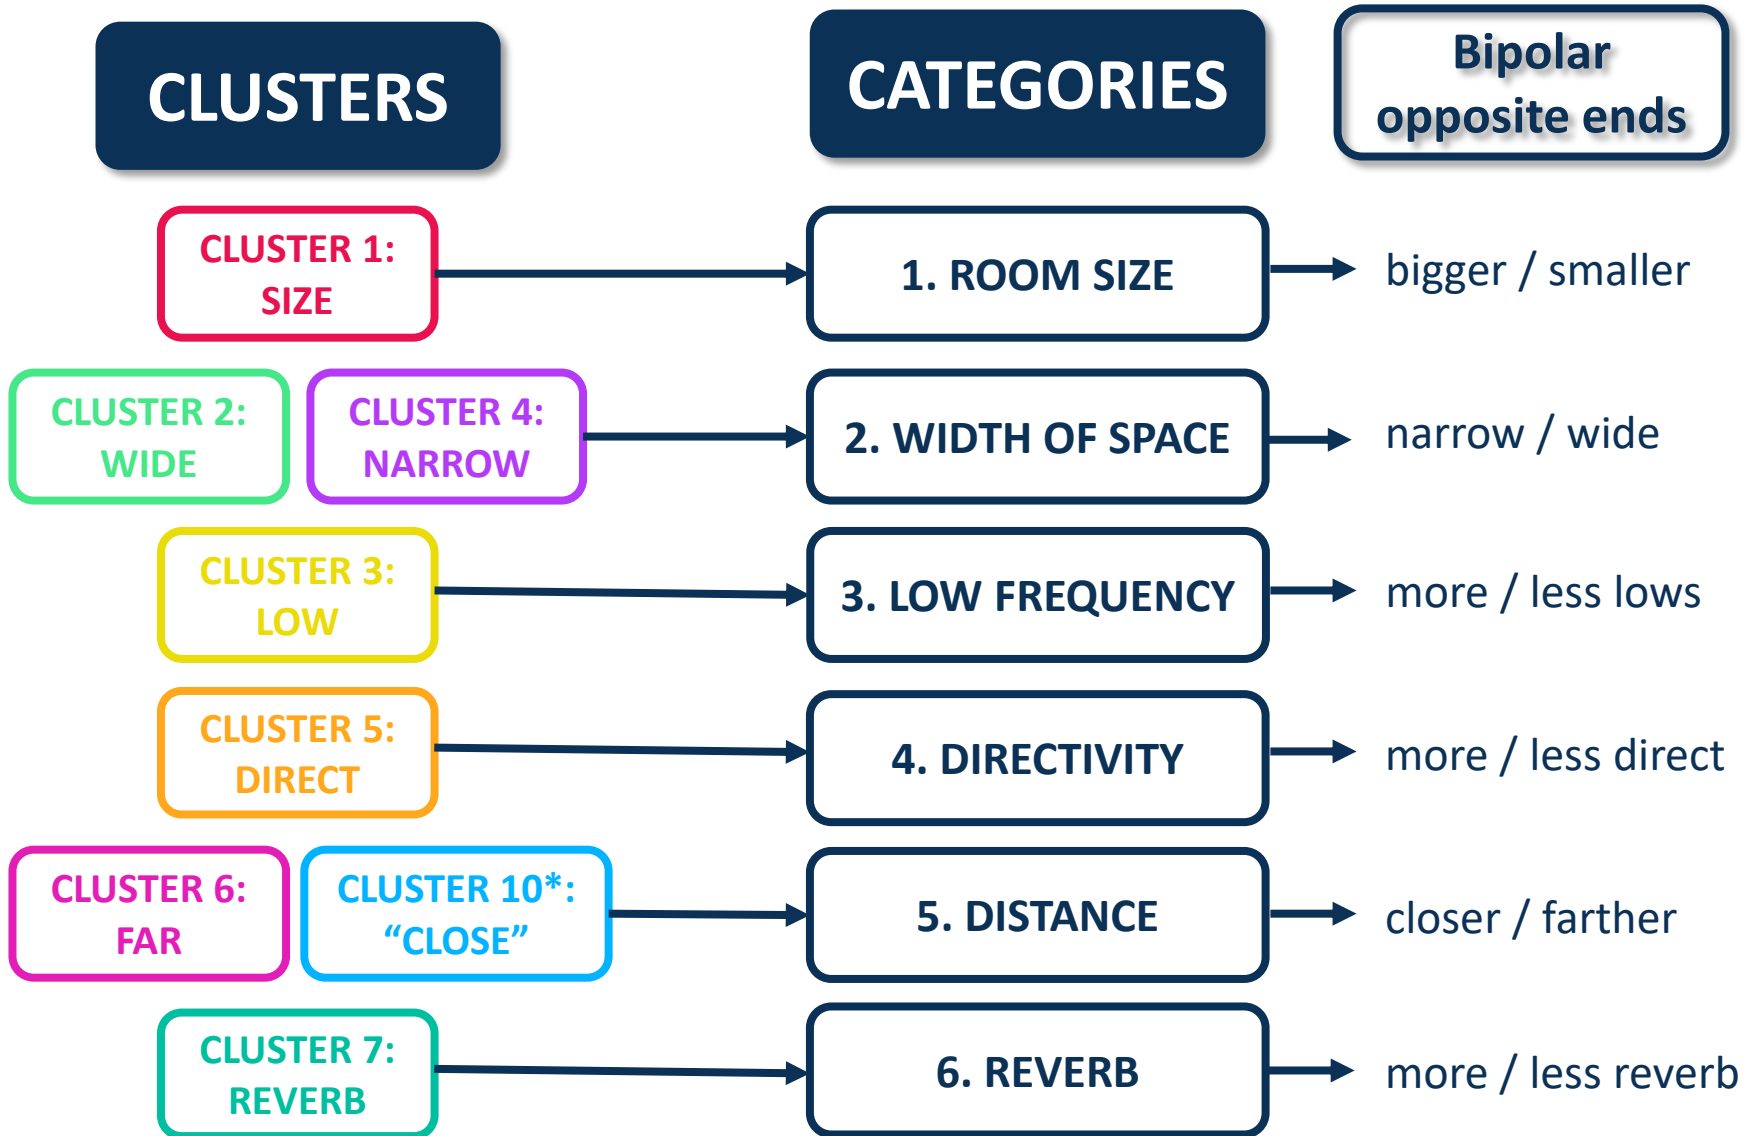 CLUSTERS
CATEGORIES
Bipolar
opposite ends
CLUSTER 1:
SIZE
1. ROOM SIZE
bigger / smaller
CLUSTER 2:
WIDE
CLUSTER 4:
NARROW
2. WIDTH OF SPACE
narrow / wide
CLUSTER 3:
LOW
3. LOW FREQUENCY
more / less lows
CLUSTER 5:
DIRECT
4. DIRECTIVITY
more / less direct
CLUSTER 6:
FAR
CLUSTER 10*:
“CLOSE”
5. DISTANCE
closer / farther
CLUSTER 7:
REVERB
6. REVERB
more / less reverb